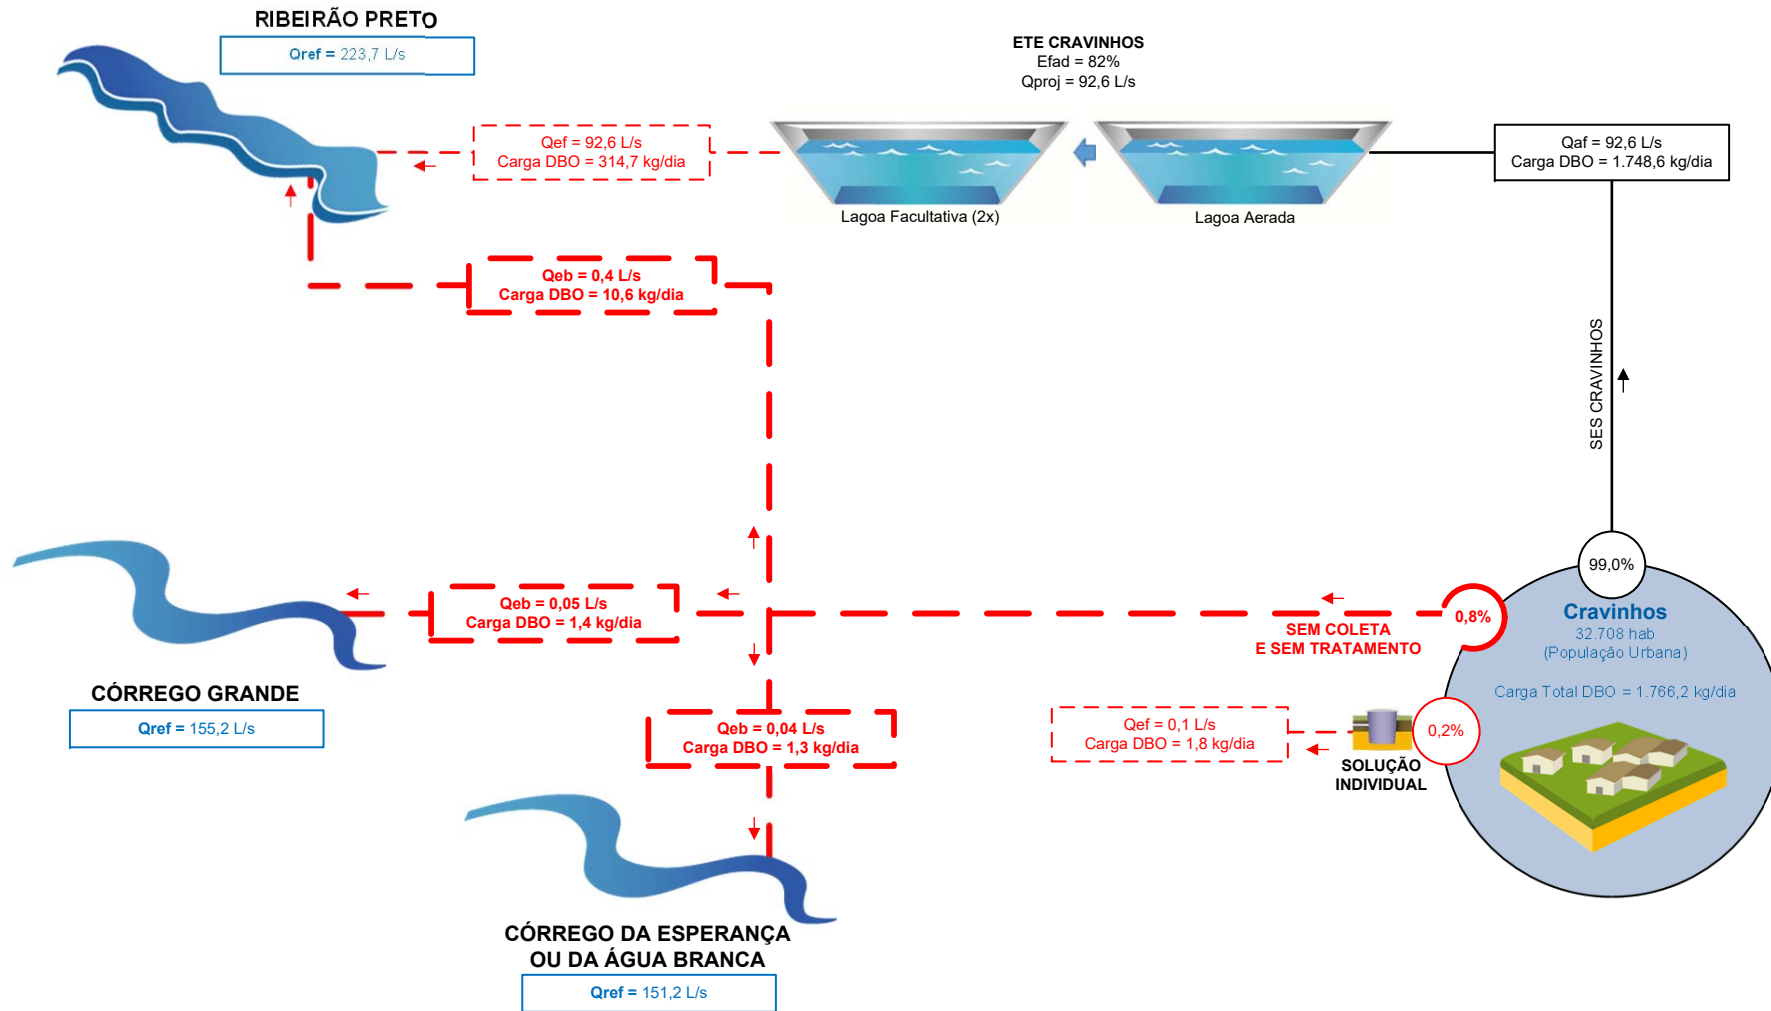 RIBEIRÃO PRETO
Qref = 223,7 L/s
ETE CRAVINHOS
Efad = 82%
Qproj = 92,6 L/s
Qef = 92,6 L/s
Carga DBO = 314,7 kg/dia
Lagoa Facultativa (2x)
Lagoa Aerada
Qaf = 92,6 L/s
Carga DBO = 1.748,6 kg/dia
Qeb = 0,4 L/s
Carga DBO = 10,6 kg/dia
SES CRAVINHOS
99,0%
Qeb = 0,05 L/s
Carga DBO = 1,4 kg/dia
SEM COLETA
E SEM TRATAMENTO
0,8%
Cravinhos
32.708 hab
(População Urbana)
Carga Total DBO = 1.766,2 kg/dia
CÓRREGO GRANDE
Qref = 155,2 L/s
Qeb = 0,04 L/s
Carga DBO = 1,3 kg/dia
Qef = 0,1 L/s
Carga DBO = 1,8 kg/dia
0,2%
SOLUÇÃO
INDIVIDUAL
CÓRREGO DA ESPERANÇA
OU DA ÁGUA BRANCA
Qref = 151,2 L/s